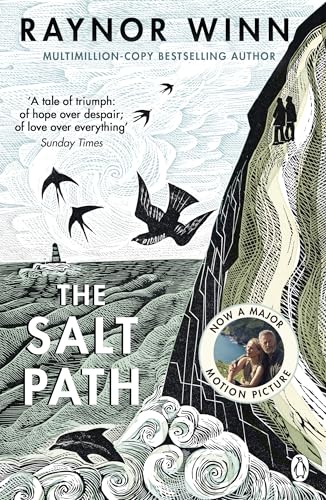 RAYNOR WINN
MULTIMILLION-COPY BESTSELLING AUTHOR
‘A tale of triumph:
of hope over despair;
of love over everything’
Sunday Times
THE
SALT
PATH
NOW A MAJOR
MOTION PICTURE